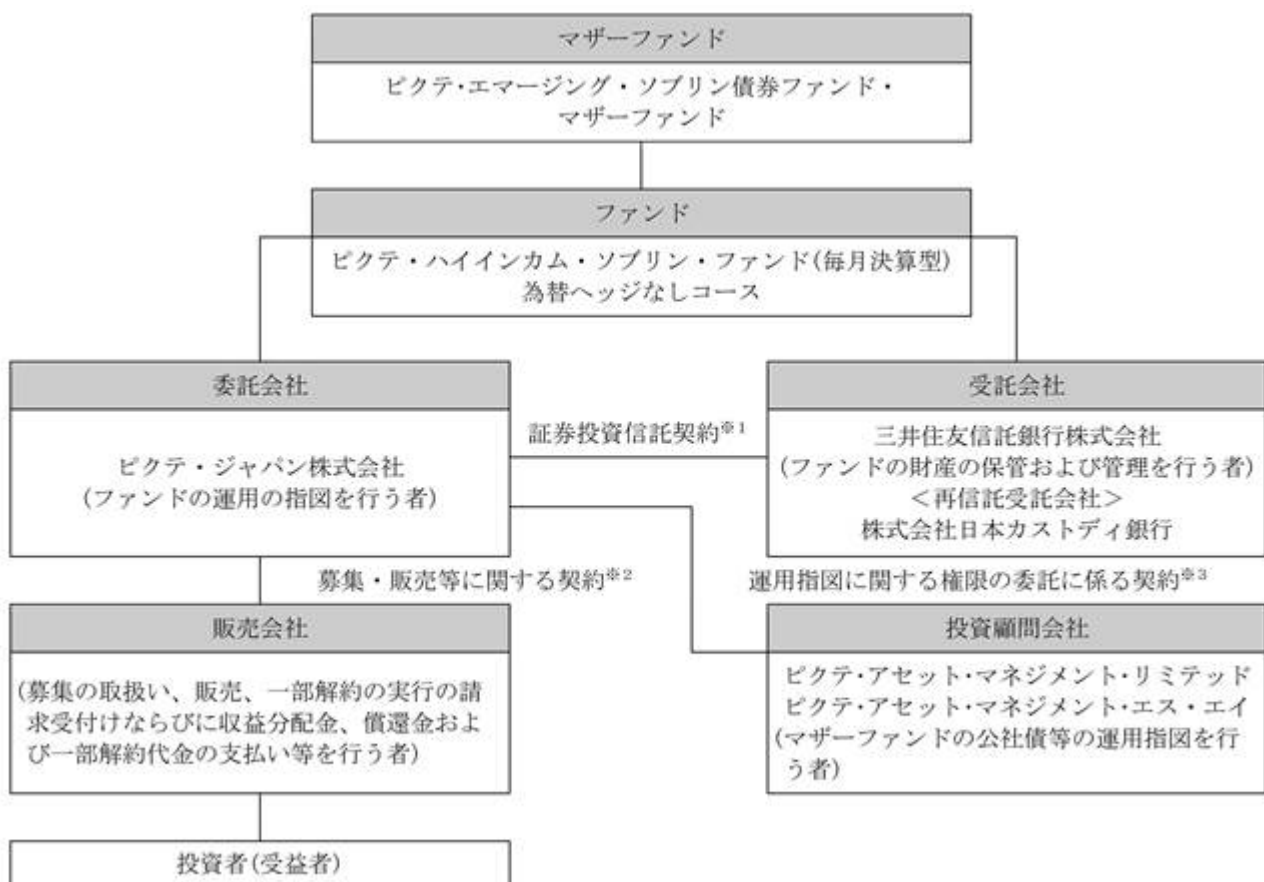 マザーファンド
ピクテ・エマージング・ソブリン債券ファンド・
マザーファンド
ファンド
ピクテ・ハイインカム・ソブリン・ファンド(毎月決算型)
為替ヘッジなしコース
委託会社
ピクテ・ジャパン株式会社
(ファンドの運用の指図を行う者)
証券投資信託契約※1
受託会社
三井住友信託銀行株式会社
(ファンドの財産の保管および管理を行う者)
＜再信託受託会社＞
株式会社日本カストディ銀行
募集・販売等に関する契約※2
運用指図に関する権限の委託に係る契約※3
販売会社
(募集の取扱い、販売、一部解約の実行の請
求受付けならびに収益分配金、償還金およ
び一部解約代金の支払い等を行う者)
投資顧問会社
ピクテ・アセット・マネジメント・リミテッド
ピクテ・アセット・マネジメント・エス・エイ
(マザーファンドの公社債等の運用指図を行
う者)
投資者(受益者)